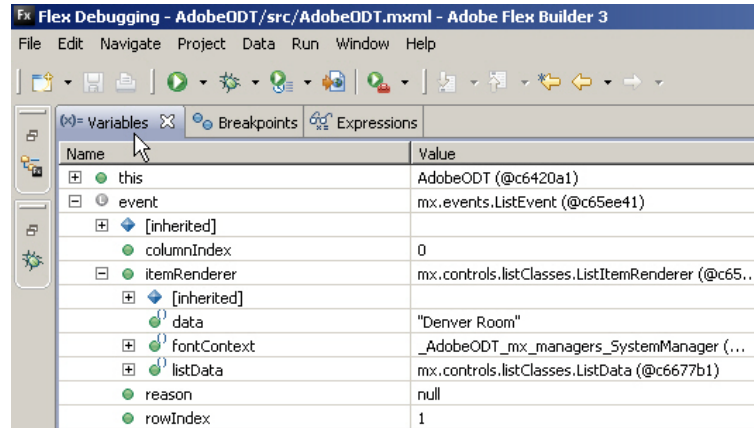 Fx Flex Debugging - AdobeODT/src/AdobeODT.mxml - Adobe Flex Builder 3
File Edit Navigate Project Data Run Window Help
(x)= Variables Breakpoints Expressions
Name Value
this AdobeODT (@c6420a1)
event mx.events.ListEvent (@c65ee41)
[inherited]
columnIndex 0
itemRenderer mx.controls.listClasses.ListItemRenderer (@c65..
[inherited]
data "Denver Room"
fontContext _AdobeODT_mx_managers_SystemManager (...
listData mx.controls.listClasses.ListData (@c6677b1)
reason null
rowIndex 1